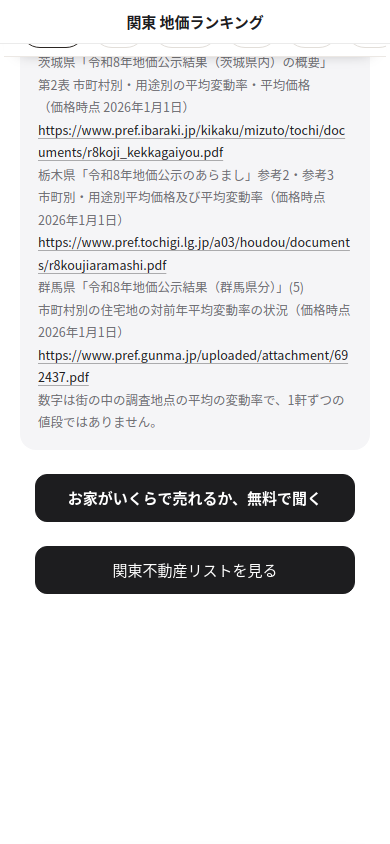 関東 地価ランキング
茨城県「令和8年地価公示結果（茨城県内）の概要」
第2表 市町村別・用途別の平均変動率・平均価格
（価格時点 2026年1月1日）
https://www.pref.ibaraki.jp/kikaku/mizuto/tochi/doc
uments/r8koji_kekkagaiyou.pdf
栃木県「令和8年地価公示のあらまし」参考2・参考3
市町別・用途別平均価格及び平均変動率（価格時点
2026年1月1日）
https://www.pref.tochigi.lg.jp/a03/houdou/document
s/r8koujiaramashi.pdf
群馬県「令和8年地価公示結果（群馬県分）」(5)
市町村別の住宅地の対前年平均変動率の状況（価格時点
2026年1月1日）
https://www.pref.gunma.jp/uploaded/attachment/69
2437.pdf
数字は街の中の調査地点の平均の変動率で、1軒ずつの
値段ではありません。
お家がいくらで売れるか、無料で聞く
関東不動産リストを見る